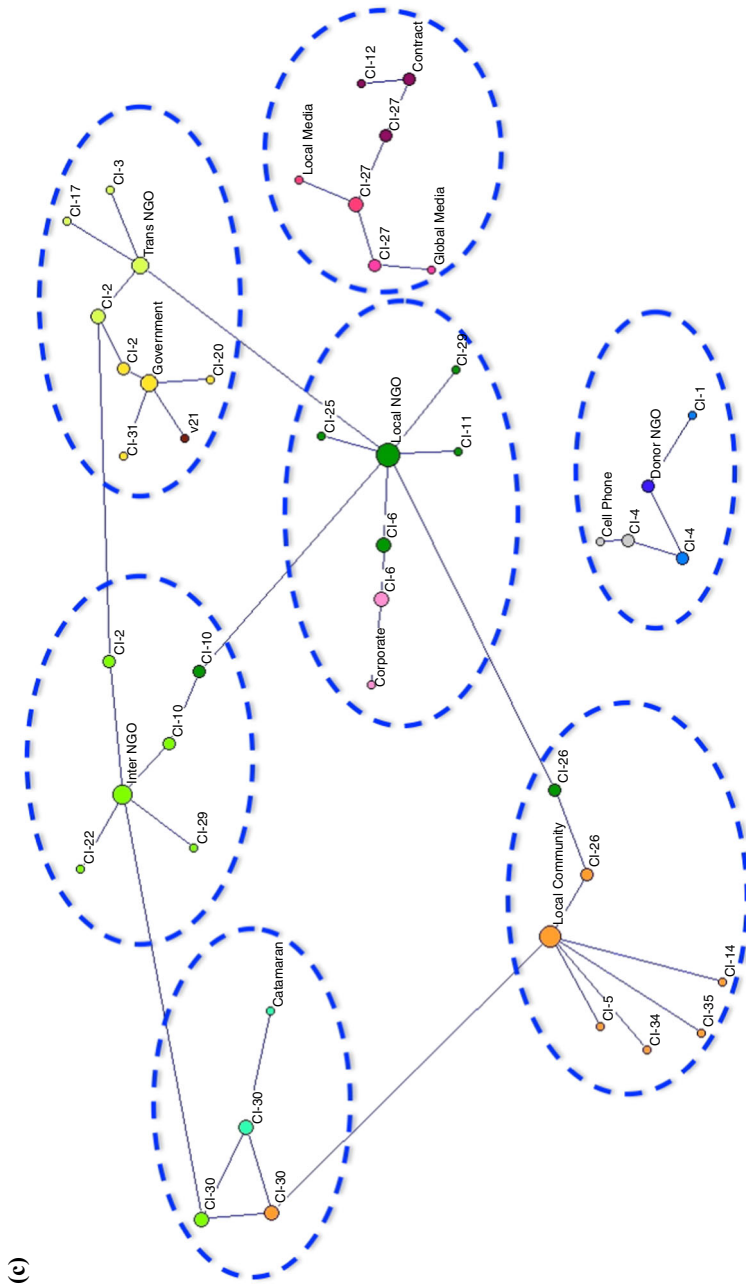 (c)
CI-30
CI-30
CI-30
Catamaran
CI-22
Inter NGO
CI-29
CI-10
CI-10
CI-2
CI-2
CI-2
CI-31
Government
v21
CI-20
Trans NGO
CI-17
CI-3
Corporate
CI-6
CI-6
CI-25
Local NGO
CI-11
CI-29
Global Media
CI-27
CI-27
Local Media
CI-27
CI-12
Contract
Local Community
CI-5
CI-34
CI-35
CI-14
CI-26
CI-26
Cell Phone
CI-4
CI-4
Donor NGO
CI-1